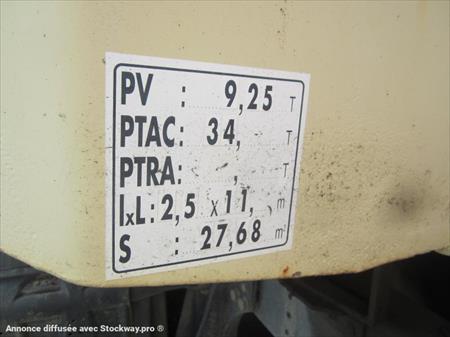 PV : 9,25 T
PTAC: 34, T
PTRA: , T
lxL: 2,5 x 11, m
S : 27,68 m²
Annonce diffusée avec Stockway.pro ®